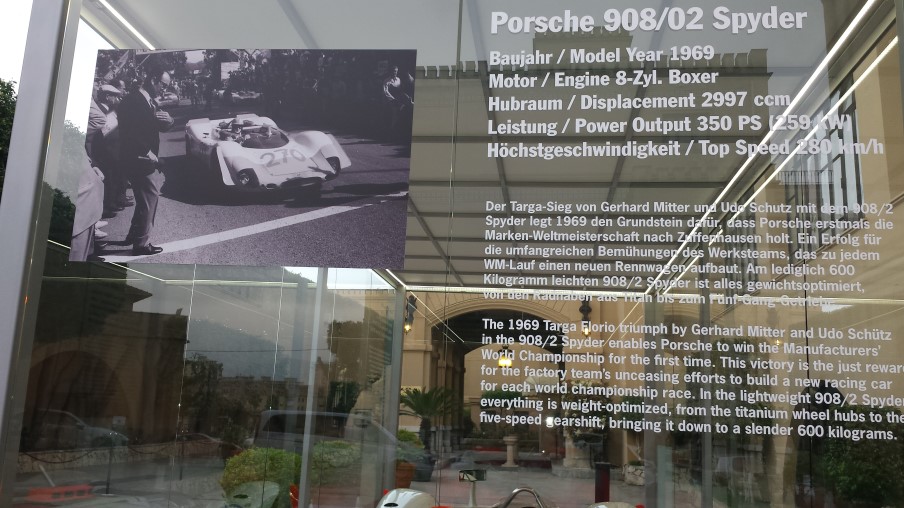 Porsche 908/02 Spyder
Baujahr / Model Year 1969
Motor / Engine 8-Zyl. Boxer
Hubraum / Displacement 2997 ccm
Leistung / Power Output 350 PS (259 kW)
Höchstgeschwindigkeit / Top Speed 280 km/h
270
Der Targa-Sieg von Gerhard Mitter und Udo Schutz mit dem 908/2
Spyder legt 1969 den Grundstein dafür, dass Porsche erstmals die
Marken-Weltmeisterschaft nach Zuffenhausen holt. Ein Erfolg für
die umfangreichen Bemühungen des Werksteams, das zu jedem
WM-Lauf einen neuen Rennwagen aufbaut. Am lediglich 600
Kilogramm leichten 908/2 Spyder ist alles gewichtsoptimiert,
von den Radnaben aus Titan bis zum Fünf-Gang Getriebe.
The 1969 Targa Florio triumph by Gerhard Mitter and Udo Schütz
in the 908/2 Spyder enables Porsche to win the Manufacturers'
World Championship for the first time. This victory is the just reward
for the factory team's unceasing efforts to build a new racing car
for each world championship race. In the lightweight 908/2 Spyder
everything is weight-optimized, from the titanium wheel hubs to the
five-speed gearshift, bringing it down to a slender 600 kilograms.